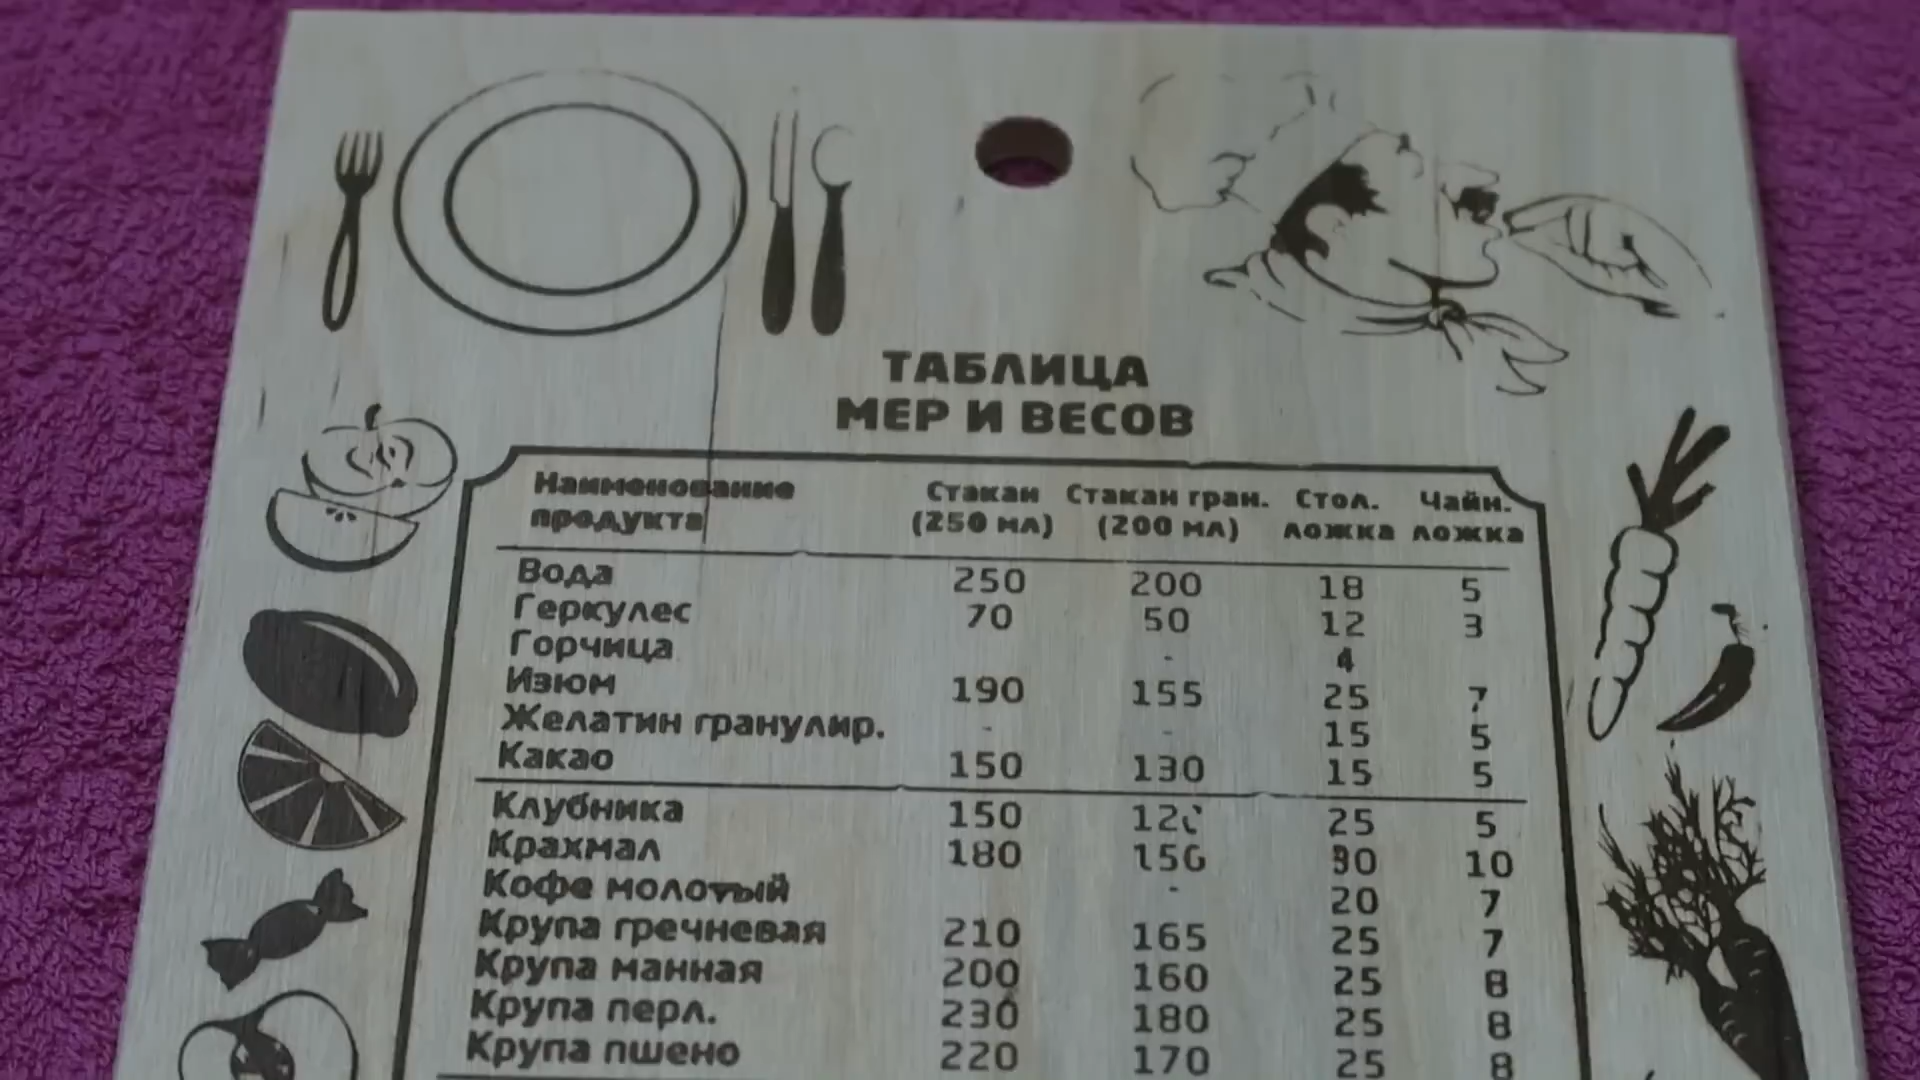 ТАБЛИЦА
МЕР И ВЕСОВ
Наименование Стакан Стакан гран. Стол. Чайн.
продукта (250 мл) (200 мл) ложка ложка
Вода 250 200 18 5
Геркулес 70 50 12 3
Горчица - 4
Изюм 190 155 25 7
Желатин гранулир. - - 15 5
Какао 150 130 15 5
Клубника 150 120 25 5
Крахмал 180 150 30 10
Кофе молотый - 20 7
Крупа гречневая 210 165 25 7
Крупа манная 200 160 25 8
Крупа перл. 230 180 25 8
Крупа пшено 220 170 25 8